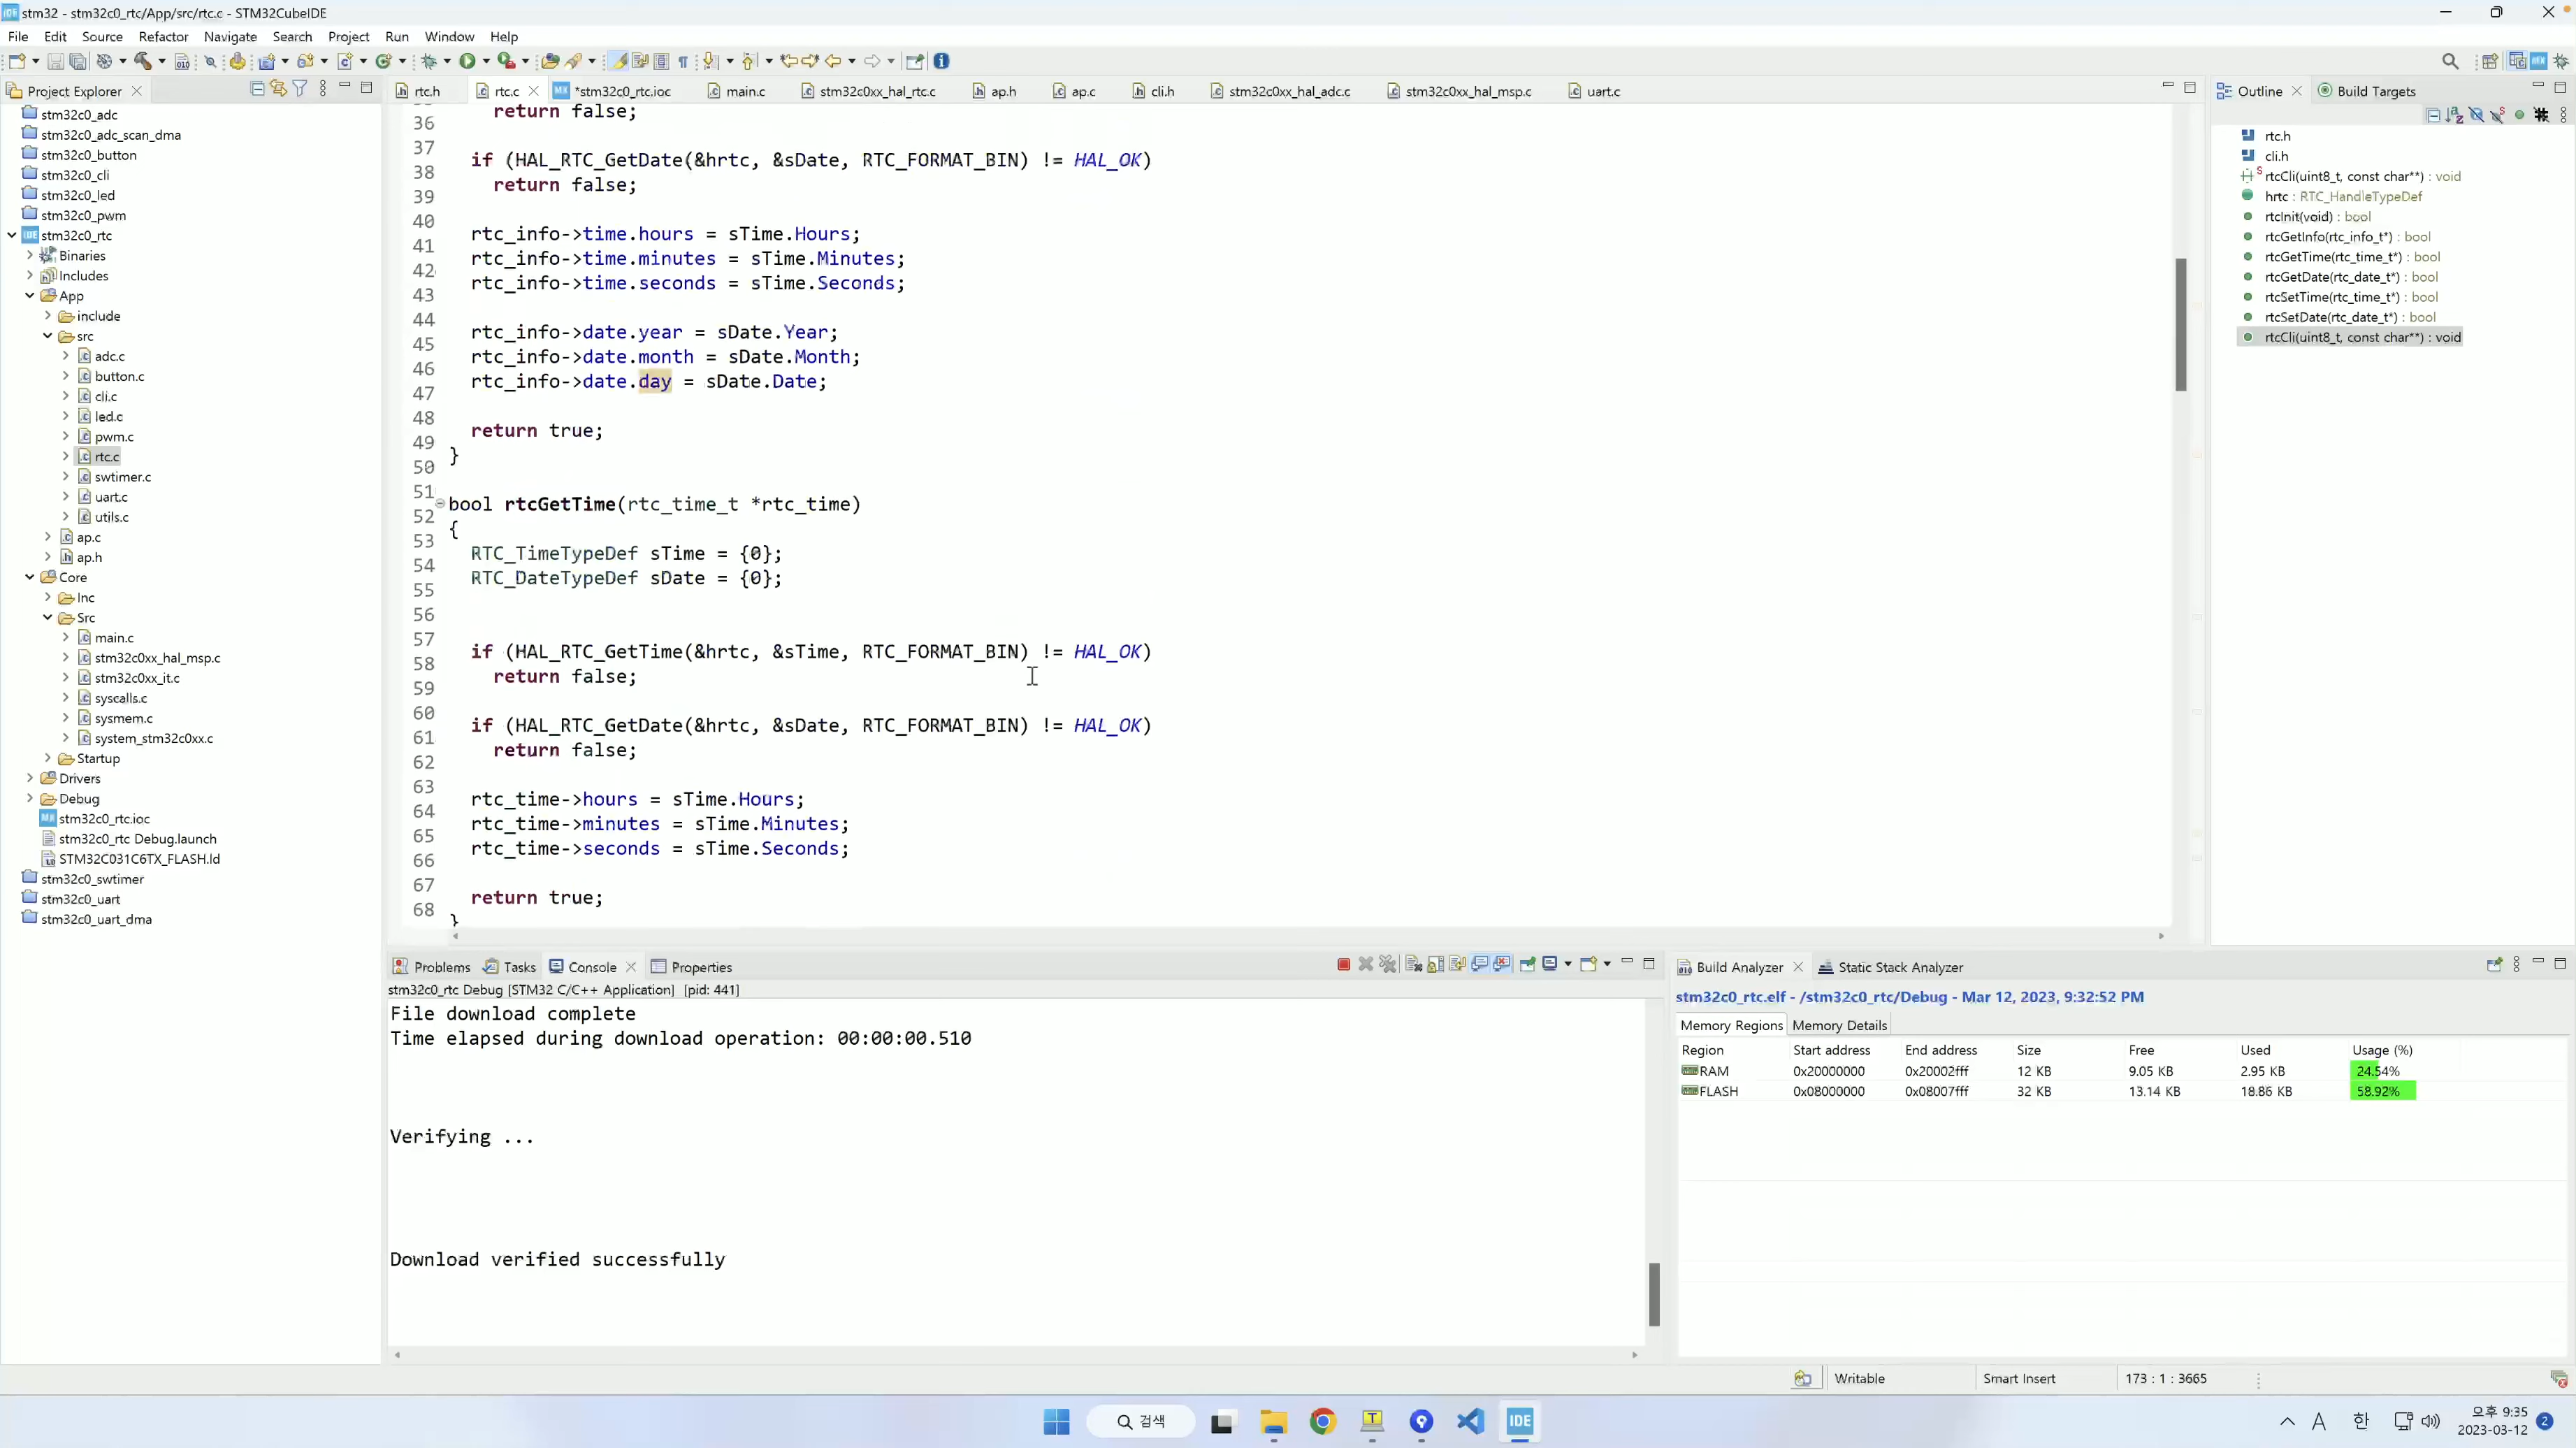 stm32 - stm32c0_rtc/App/src/rtc.c - STM32CubeIDE
File Edit Source Refactor Navigate Search Project Run Window Help
Project Explorer
rtc.h rtc.c *stm32c0_rtc.ioc main.c stm32c0xx_hal_rtc.c ap.h ap.c cli.h stm32c0xx_hal_adc.c stm32c0xx_hal_msp.c uart.c
Outline Build Targets
stm32c0_adc
stm32c0_adc_scan_dma
stm32c0_button
stm32c0_cli
stm32c0_led
stm32c0_pwm
stm32c0_rtc
Binaries
Includes
App
include
src
adc.c
button.c
cli.c
led.c
pwm.c
rtc.c
swtimer.c
uart.c
utils.c
ap.c
ap.h
Core
Inc
Src
main.c
stm32c0xx_hal_msp.c
stm32c0xx_it.c
syscalls.c
sysmem.c
system_stm32c0xx.c
Startup
Drivers
Debug
stm32c0_rtc.ioc
stm32c0_rtc Debug.launch
STM32C031C6TX_FLASH.ld
stm32c0_swtimer
stm32c0_uart
stm32c0_uart_dma
return false;
36
37 if (HAL_RTC_GetDate(&hrtc, &sDate, RTC_FORMAT_BIN) != HAL_OK)
38 return false;
39
40
41 rtc_info->time.hours = sTime.Hours;
42 rtc_info->time.minutes = sTime.Minutes;
43 rtc_info->time.seconds = sTime.Seconds;
44
45 rtc_info->date.year = sDate.Year;
46 rtc_info->date.month = sDate.Month;
47 rtc_info->date.day = sDate.Date;
48
49 return true;
50 }
51
52 bool rtcGetTime(rtc_time_t *rtc_time)
53 {
54 RTC_TimeTypeDef sTime = {0};
55 RTC_DateTypeDef sDate = {0};
56
57
58 if (HAL_RTC_GetTime(&hrtc, &sTime, RTC_FORMAT_BIN) != HAL_OK)
59 return false;
60
61 if (HAL_RTC_GetDate(&hrtc, &sDate, RTC_FORMAT_BIN) != HAL_OK)
62 return false;
63
64 rtc_time->hours = sTime.Hours;
65 rtc_time->minutes = sTime.Minutes;
66 rtc_time->seconds = sTime.Seconds;
67
68 return true;
}
rtc.h
cli.h
rtcCli(uint8_t, const char**) : void
hrtc : RTC_HandleTypeDef
rtcInit(void) : bool
rtcGetInfo(rtc_info_t*) : bool
rtcGetTime(rtc_time_t*) : bool
rtcGetDate(rtc_date_t*) : bool
rtcSetTime(rtc_time_t*) : bool
rtcSetDate(rtc_date_t*) : bool
rtcCli(uint8_t, const char**) : void
Problems Tasks Console Properties
stm32c0_rtc Debug [STM32 C/C++ Application] [pid: 441]
File download complete
Time elapsed during download operation: 00:00:00.510
Verifying ...
Download verified successfully
Build Analyzer Static Stack Analyzer
stm32c0_rtc.elf - /stm32c0_rtc/Debug - Mar 12, 2023, 9:32:52 PM
Memory Regions Memory Details
Region Start address End address Size Free Used Usage (%)
RAM 0x20000000 0x20002fff 12 KB 9.05 KB 2.95 KB 24.54%
FLASH 0x08000000 0x08007fff 32 KB 13.14 KB 18.86 KB 58.92%
Writable Smart Insert 173 : 1 : 3665
검색
IDE
A 한
오후 9:35
2023-03-12
2